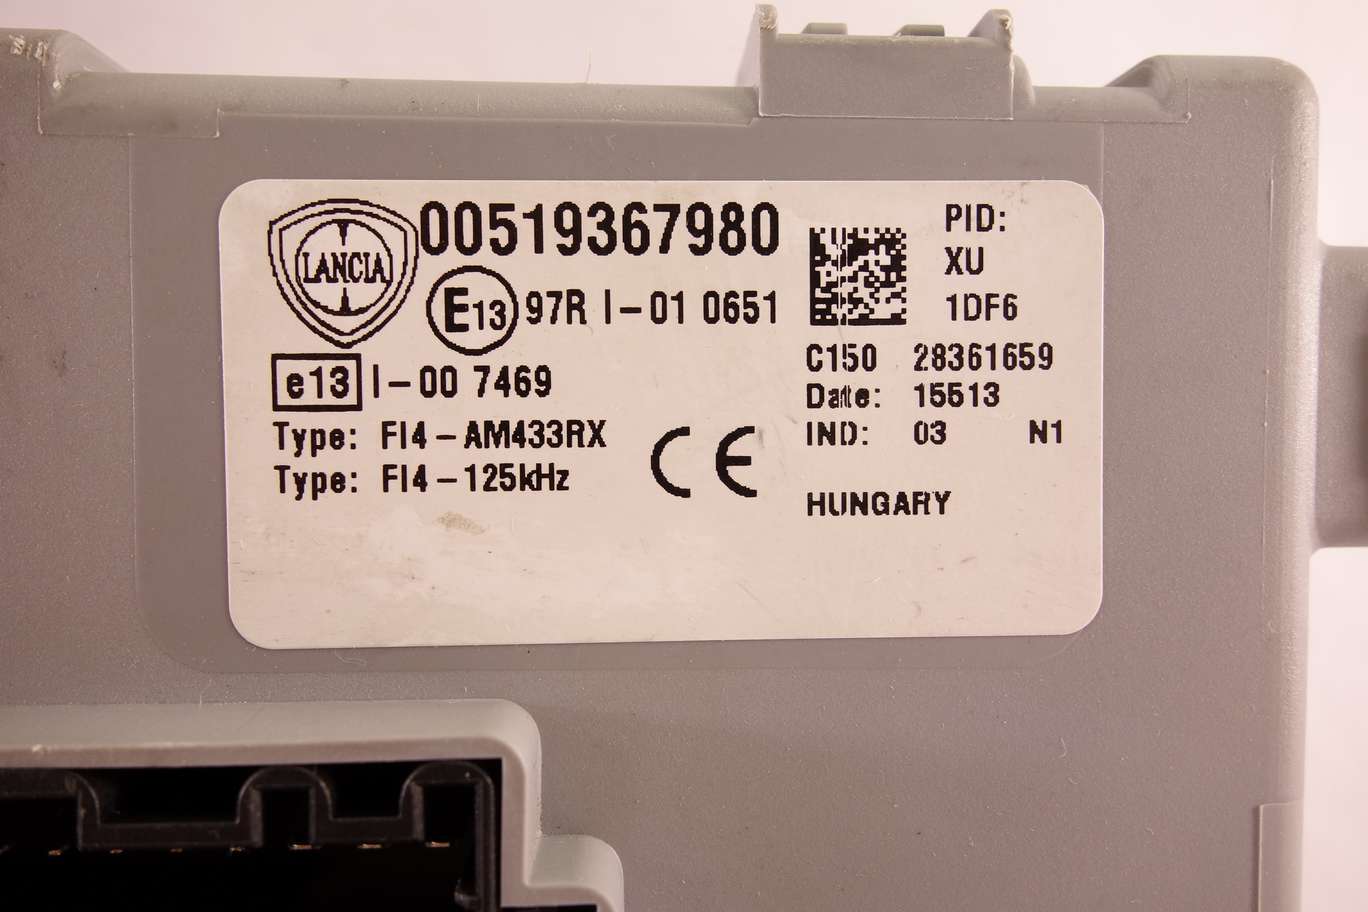 LANCIA
00519367980
E13 97R I-01 0651
e13 I-00 7469
Type: FI4-AM433RX
Type: FI4-125kHz
CE
PID:
XU
1DF6
C150 28361659
Date: 15513
IND: 03 N1
HUNGARY